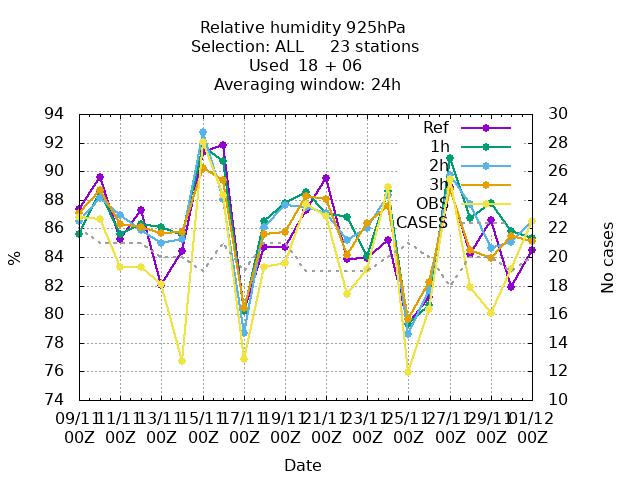 Relative humidity 925hPa
Selection: ALL 23 stations
Used 18 + 06
Averaging window: 24h
94
92
90
88
86
84
82
80
78
76
74
%
30
28
26
24
22
20
18
16
14
12
10
No cases
Ref
1h
2h
3h
OBS
CASES
09/11 11/11 13/11 15/11 17/11 19/11 21/11 23/11 25/11 27/11 29/11 01/12
00Z 00Z 00Z 00Z 00Z 00Z 00Z 00Z 00Z 00Z 00Z 00Z
Date